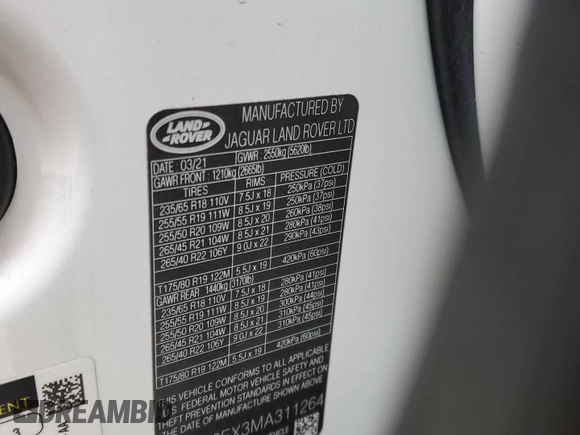 LAND
ROVER
MANUFACTURED BY
JAGUAR LAND ROVER LTD
DATE 03/21
GVWR 2550kg (5620lb)
GAWR FRONT: 1210kg (2665lb)
TIRES RIMS PRESSURE (COLD)
235/65 R18 110V 7.5J x 18 250kPa (37psi)
255/55 R19 111W 8.5J x 19 250kPa (37psi)
255/50 R20 109W 8.5J x 20 260kPa (38psi)
265/45 R21 104W 8.5J x 21 280kPa (41psi)
265/40 R22 106Y 9.0J x 22 290kPa (43psi)
T175/80 R19 122M 5.5J x 19 420kPa (60psi)
GAWR REAR 1440kg (3170lb)
235/65 R18 110V 7.5J x 18 280kPa (41psi)
255/55 R19 111W 8.5J x 19 280kPa (41psi)
255/50 R20 109W 8.5J x 20 300kPa (44psi)
265/45 R21 104W 8.5J x 21 310kPa (45psi)
265/40 R22 106Y 9.0J x 22 310kPa (45psi)
T175/80 R19 122M 5.5J x 19 420kPa (60psi)
THIS VEHICLE CONFORMS TO ALL APPLICABLE
FEDERAL MOTOR VEHICLE SAFETY AND
THEFT PREVENTION STANDARDS IN EFFECT
ON THE DATE OF MANUFACTURE SHOWN
EX3MA311264
DREAMBID